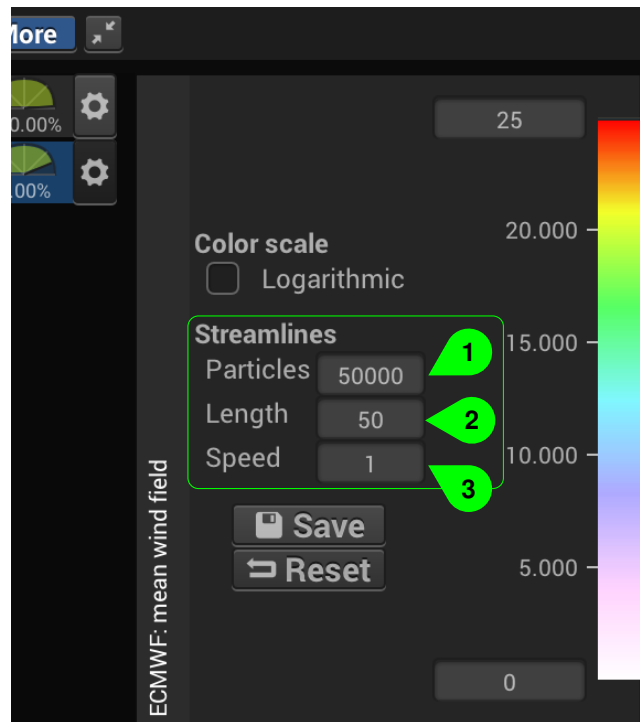 More
0.00%
.00%
25
20.000
Color scale
Logarithmic
Streamlines
15.000
Particles 50000 1
Length 50 2
Speed 1 3
10.000
Save
Reset
5.000
0
ECMWF: mean wind field